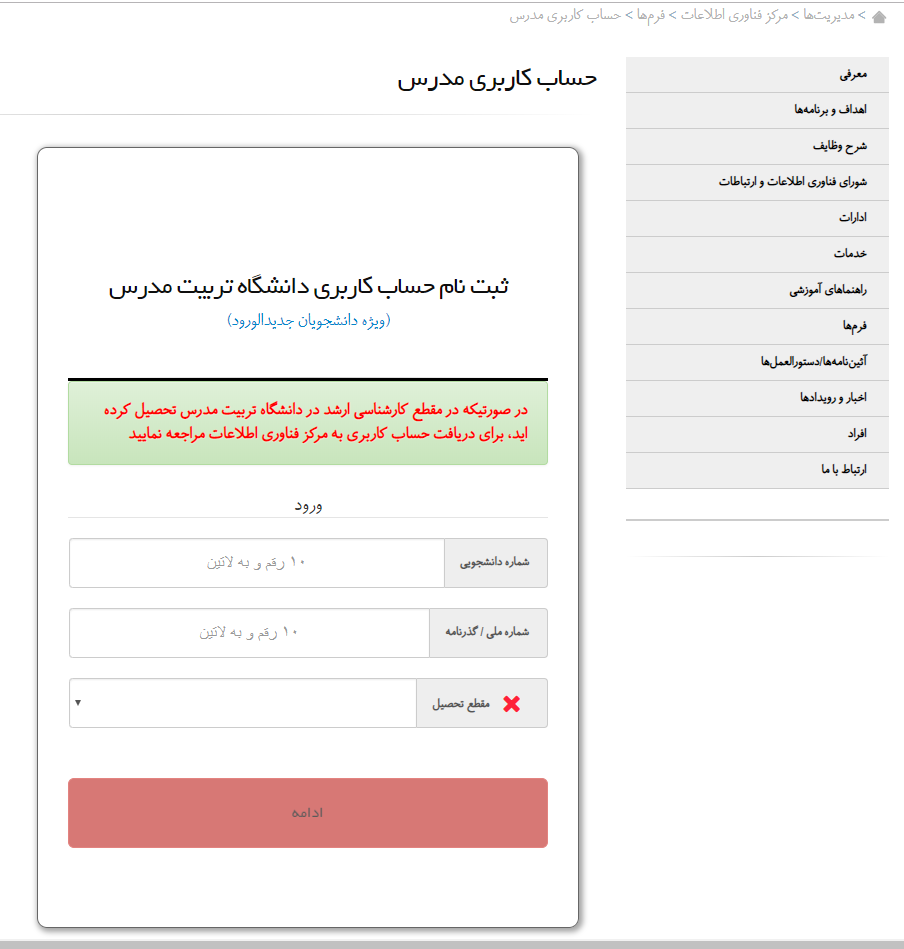 > مدیریت‌ها > مرکز فناوری اطلاعات > فرم‌ها > حساب کاربری مدرس
معرفی
اهداف و برنامه‌ها
شرح وظایف
شورای فناوری اطلاعات و ارتباطات
ادارات
خدمات
راهنماهای آموزشی
فرم‌ها
آئین‌نامه‌ها/دستورالعمل‌ها
اخبار و رویدادها
افراد
ارتباط با ما
حساب کاربری مدرس
ثبت نام حساب کاربری دانشگاه تربیت مدرس
(ویژه دانشجویان جدیدالورود)
در صورتیکه در مقطع کارشناسی ارشد در دانشگاه تربیت مدرس تحصیل کرده
اید، برای دریافت حساب کاربری به مرکز فناوری اطلاعات مراجعه نمایید
ورود
شماره دانشجویی
۱۰ رقم و به لاتین
شماره ملی / گذرنامه
۱۰ رقم و به لاتین
مقطع تحصیل
ادامه